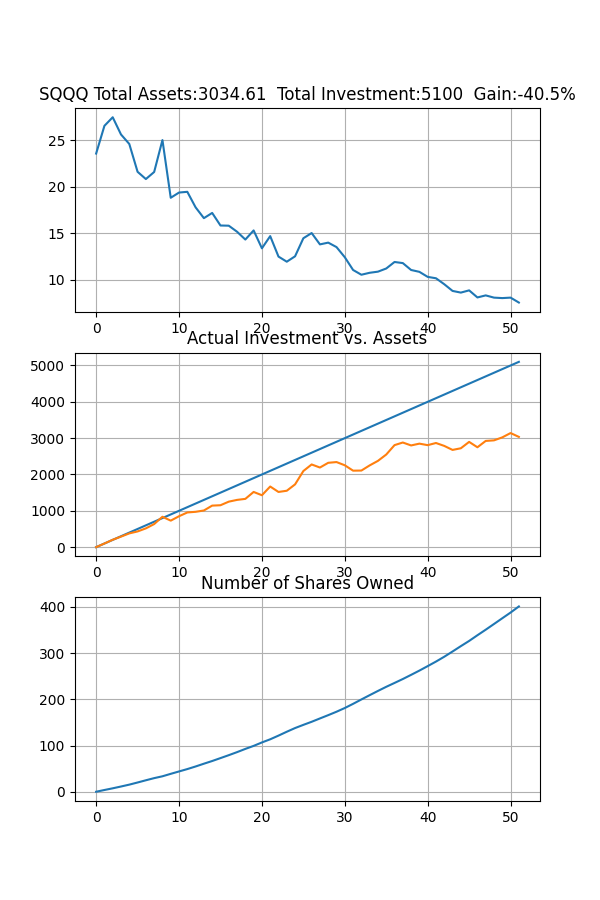 SQQQ Total Assets:3034.61  Total Investment:5100  Gain:-40.5%
25
20
15
10
0 10 20 30 40 50
Actual Investment vs. Assets
5000
4000
3000
2000
1000
0
0 10 20 30 40 50
Number of Shares Owned
400
300
200
100
0
0 10 20 30 40 50